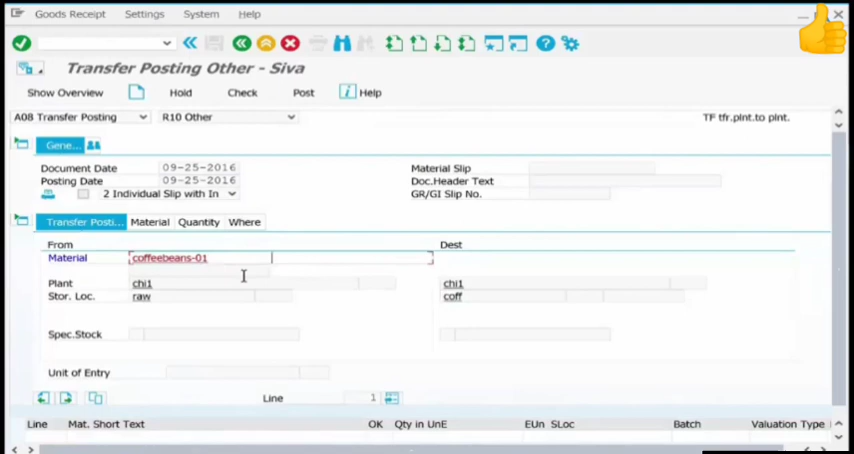 Goods Receipt Settings System Help
Transfer Posting Other - Siva
Show Overview Hold Check Post Help
A08 Transfer Posting R10 Other TF tfr.plnt.to plnt.
Gene...
Document Date 09-25-2016 Material Slip
Posting Date 09-25-2016 Doc.Header Text
2 Individual Slip with In GR/GI Slip No.
Transfer Posti... Material Quantity Where
From Dest
Material coffeebeans-01
Plant chi1 chi1
Stor. Loc. raw coff
Spec.Stock
Unit of Entry
Line 1
Line Mat. Short Text OK Qty in UnE EUn SLoc Batch Valuation Type